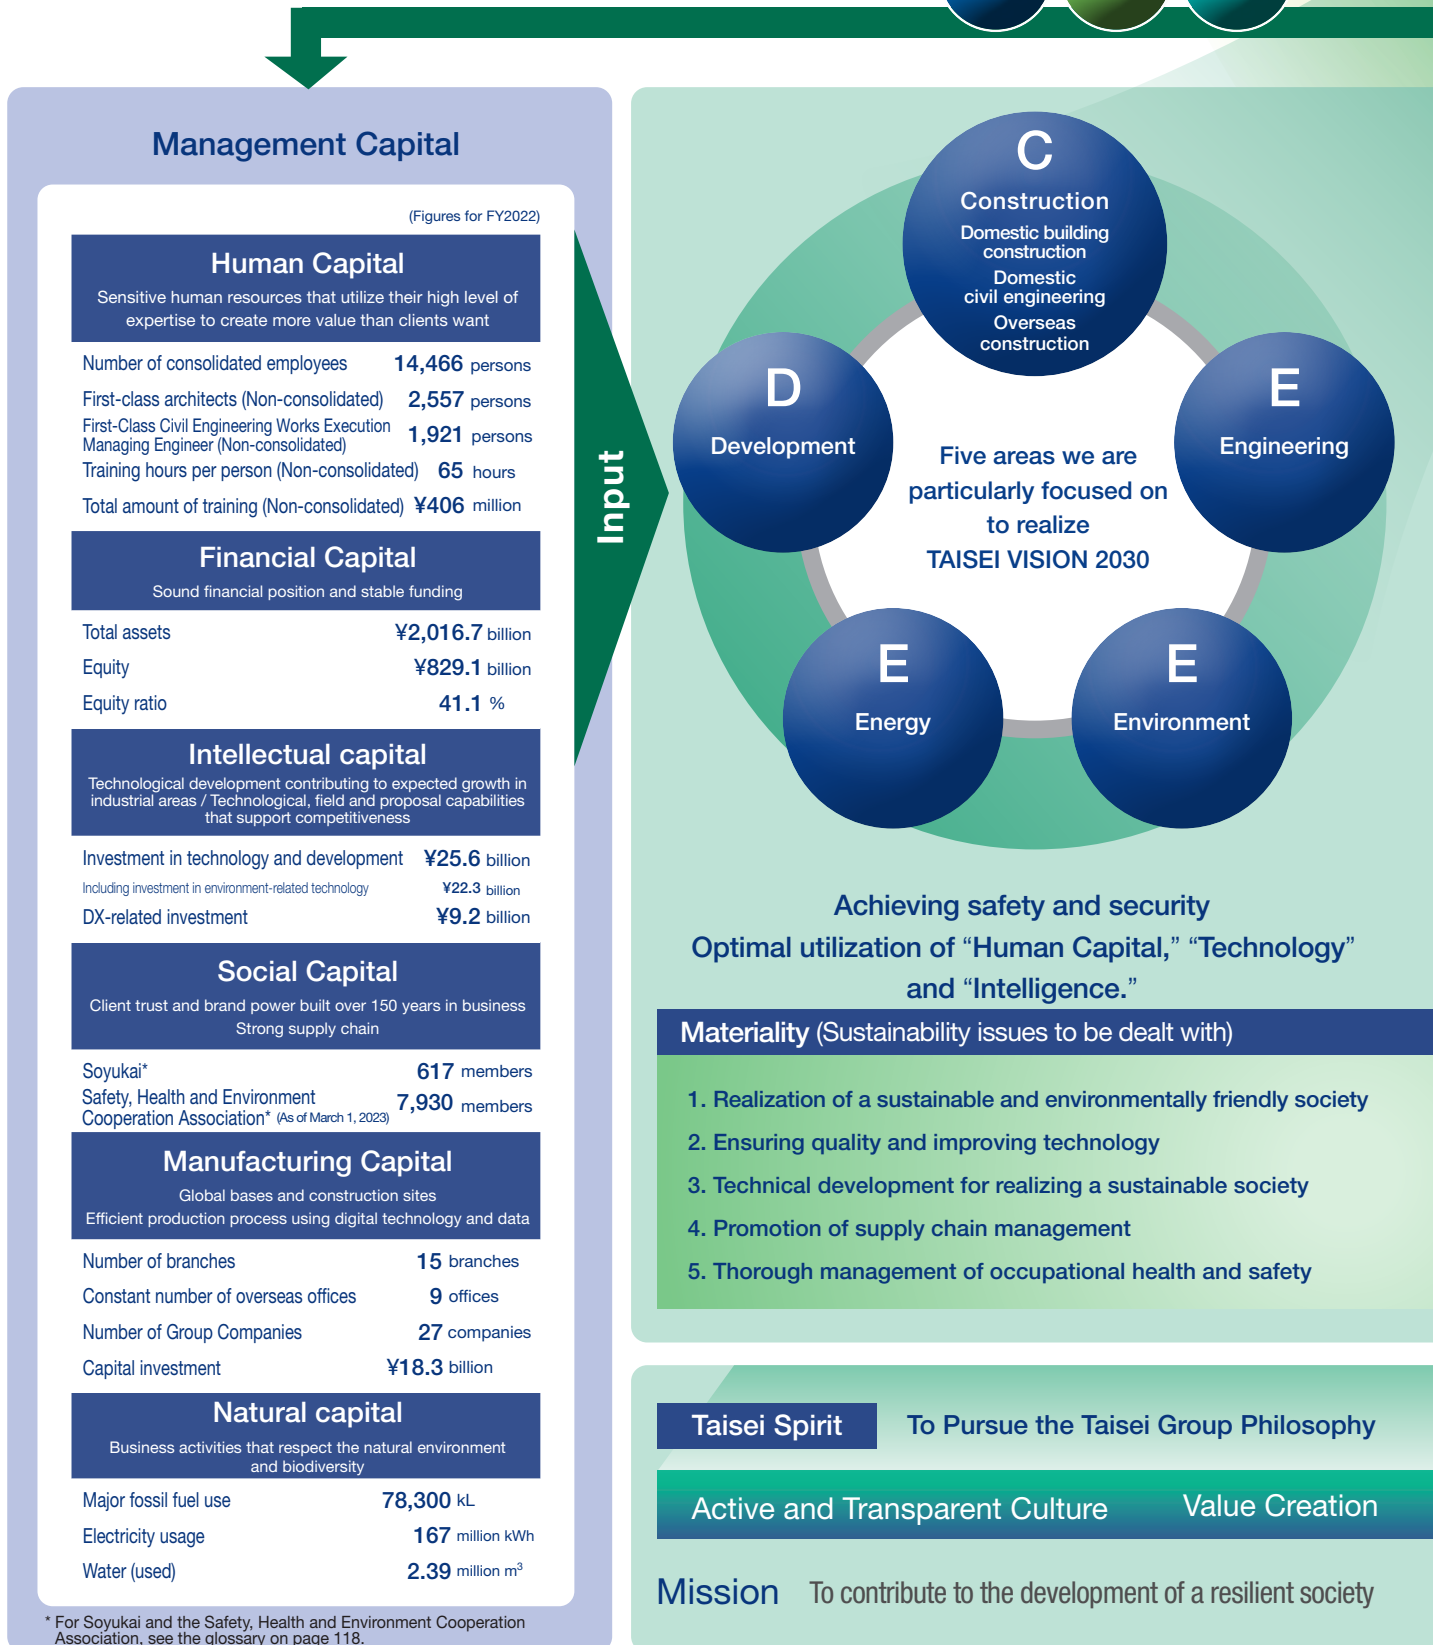 Management Capital
(Figures for FY2022)
Human Capital
Sensitive human resources that utilize their high level of
expertise to create more value than clients want
Number of consolidated employees 14,466 persons
First-class architects (Non-consolidated) 2,557 persons
First-Class Civil Engineering Works Execution
Managing Engineer (Non-consolidated) 1,921 persons
Training hours per person (Non-consolidated) 65 hours
Total amount of training (Non-consolidated) ¥406 million
Financial Capital
Sound financial position and stable funding
Total assets ¥2,016.7 billion
Equity ¥829.1 billion
Equity ratio 41.1 %
Intellectual capital
Technological development contributing to expected growth in
industrial areas / Technological, field and proposal capabilities
that support competitiveness
Investment in technology and development ¥25.6 billion
Including investment in environment-related technology ¥22.3 billion
DX-related investment ¥9.2 billion
Social Capital
Client trust and brand power built over 150 years in business
Strong supply chain
Soyukai* 617 members
Safety, Health and Environment
Cooperation Association* (As of March 1, 2023) 7,930 members
Manufacturing Capital
Global bases and construction sites
Efficient production process using digital technology and data
Number of branches 15 branches
Constant number of overseas offices 9 offices
Number of Group Companies 27 companies
Capital investment ¥18.3 billion
Natural capital
Business activities that respect the natural environment
and biodiversity
Major fossil fuel use 78,300 kL
Electricity usage 167 million kWh
Water (used) 2.39 million m³
* For Soyukai and the Safety, Health and Environment Cooperation
Association, see the glossary on page 118.
Input
C
Construction
Domestic building
construction
Domestic
civil engineering
Overseas
construction
D
Development
E
Engineering
Five areas we are
particularly focused on
to realize
TAISEI VISION 2030
E
Energy
E
Environment
Achieving safety and security
Optimal utilization of “Human Capital,” “Technology”
and “Intelligence.”
Materiality (Sustainability issues to be dealt with)
1. Realization of a sustainable and environmentally friendly society
2. Ensuring quality and improving technology
3. Technical development for realizing a sustainable society
4. Promotion of supply chain management
5. Thorough management of occupational health and safety
Taisei Spirit To Pursue the Taisei Group Philosophy
Active and Transparent Culture Value Creation
Mission To contribute to the development of a resilient society